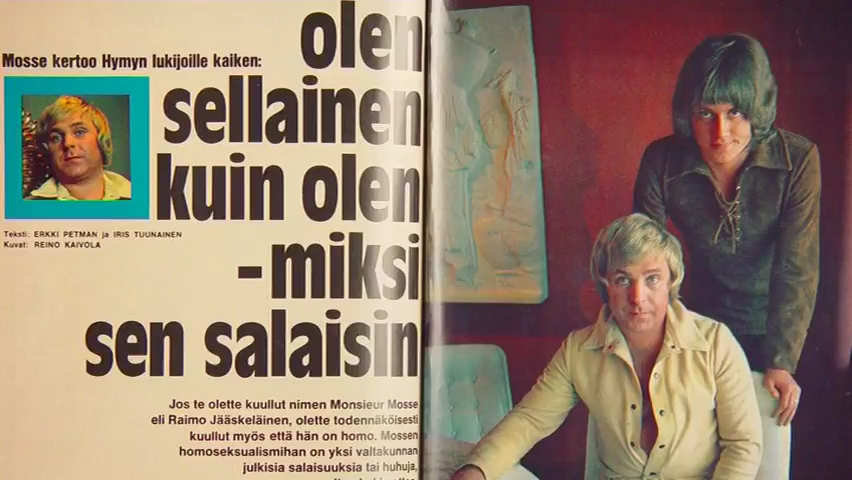 Mosse kertoo Hymyn lukijoille kaiken:
olen
sellainen
kuin olen
-miksi
sen salaisin
Teksti: ERKKI PETMAN ja IRIS TUUNAINEN
Kuvat: REINO KAIVOLA
Jos te olette kuullut nimen Monsieur Mosse
eli Raimo Jääskeläinen, olette todennäköisesti
kuullut myös että hän on homo. Mossen
homoseksualismihan on yksi valtakunnan
julkisia salaisuuksia tai huhuja,